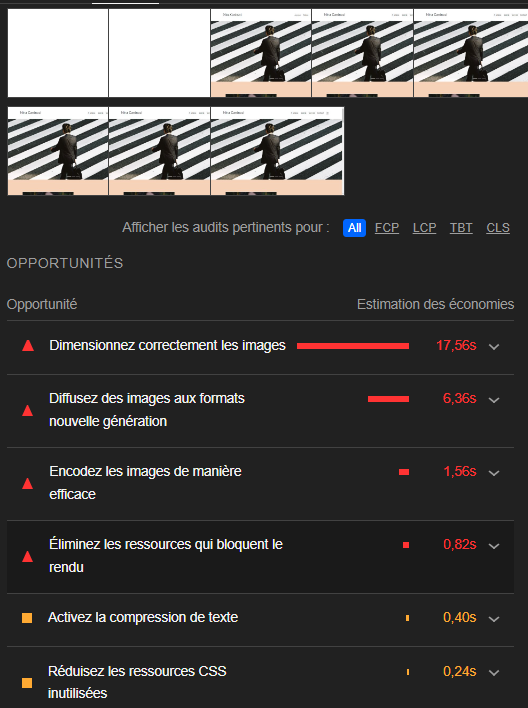 Afficher les audits pertinents pour :  All  FCP  LCP  TBT  CLS
OPPORTUNITÉS
Opportunité  Estimation des économies
Dimensionnez correctement les images  17,56s
Diffusez des images aux formats
nouvelle génération  6,36s
Encodez les images de manière
efficace  1,56s
Éliminez les ressources qui bloquent le
rendu  0,82s
Activez la compression de texte  0,40s
Réduisez les ressources CSS
inutilisées  0,24s